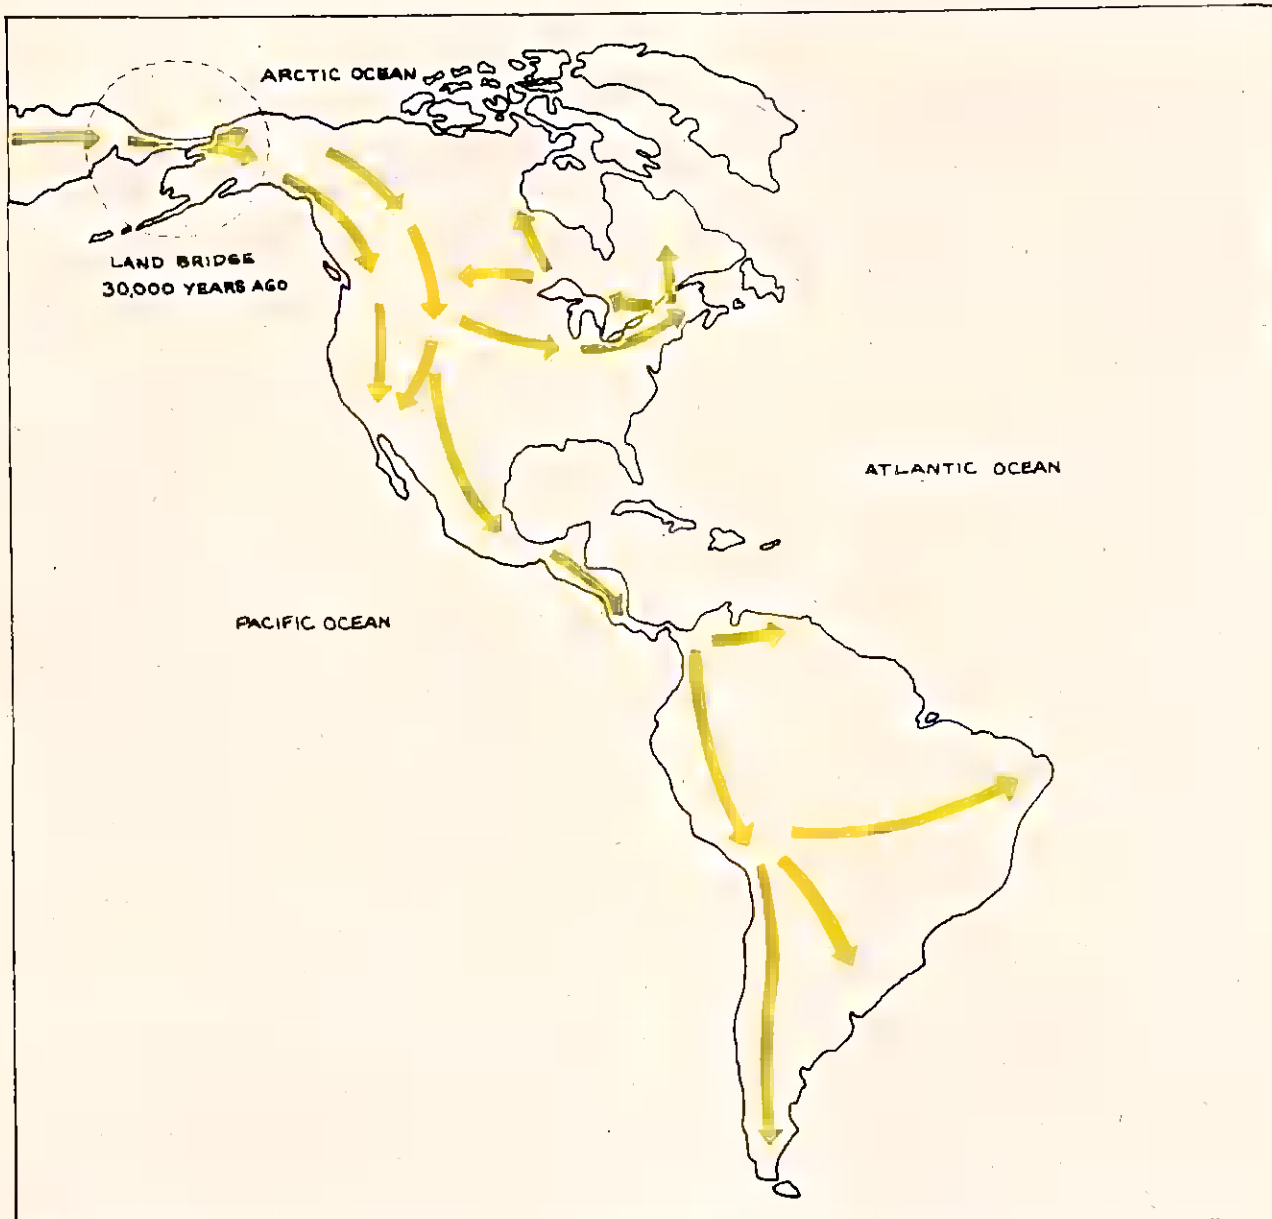 ARCTIC OCEAN
LAND BRIDGE
30,000 YEARS AGO
ATLANTIC OCEAN
PACIFIC OCEAN